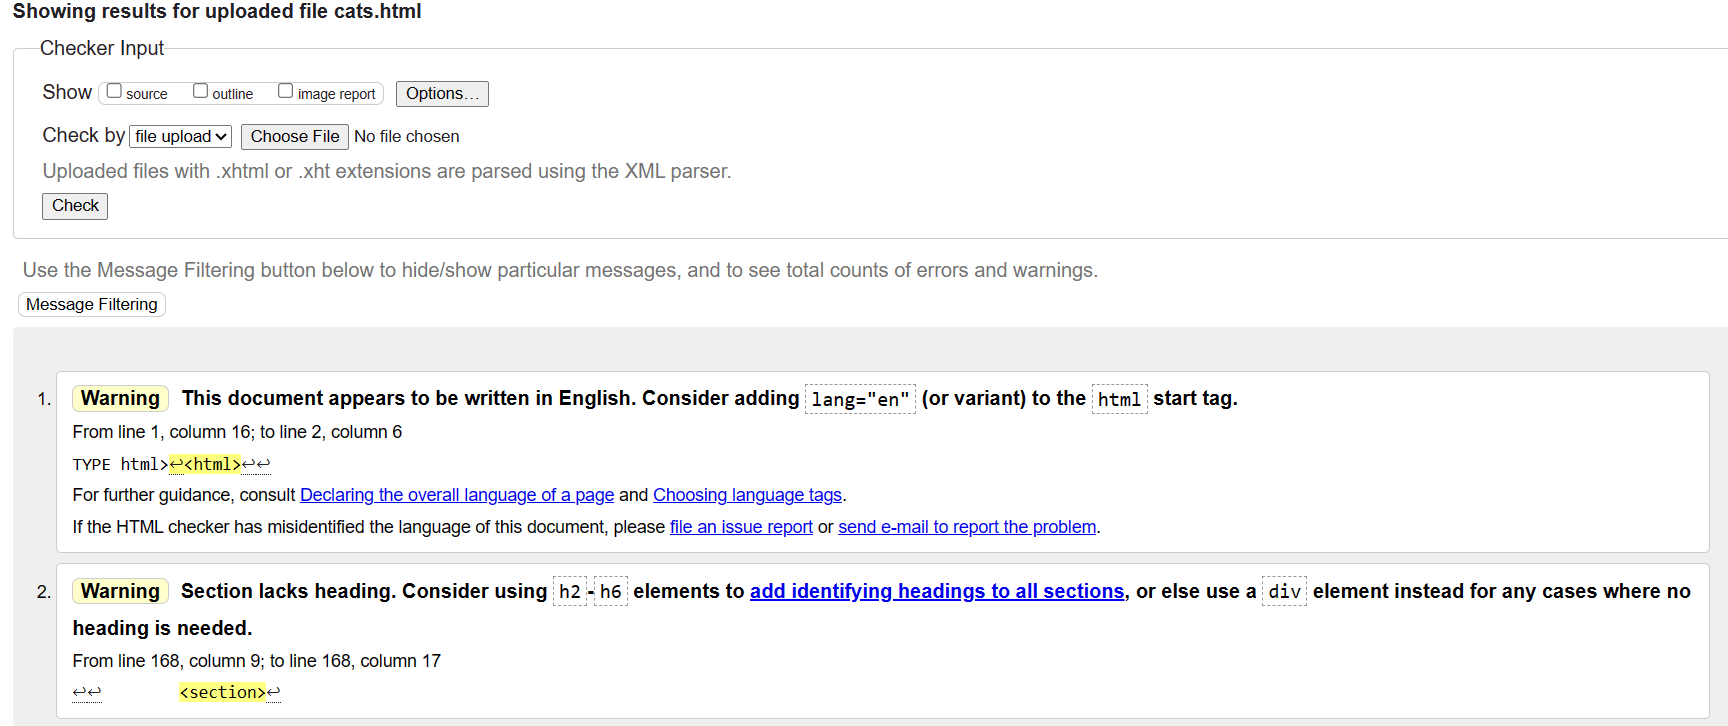 Showing results for uploaded file cats.html
Checker Input
Show source outline image report Options...
Check by file upload Choose File No file chosen
Uploaded files with .xhtml or .xht extensions are parsed using the XML parser.
Check
Use the Message Filtering button below to hide/show particular messages, and to see total counts of errors and warnings.
Message Filtering
1. Warning This document appears to be written in English. Consider adding lang="en" (or variant) to the html start tag.
From line 1, column 16; to line 2, column 6
TYPE html>↩<html>↩↩
For further guidance, consult Declaring the overall language of a page and Choosing language tags.
If the HTML checker has misidentified the language of this document, please file an issue report or send e-mail to report the problem.
2. Warning Section lacks heading. Consider using h2-h6 elements to add identifying headings to all sections, or else use a div element instead for any cases where no
heading is needed.
From line 168, column 9; to line 168, column 17
↩↩ <section>↩